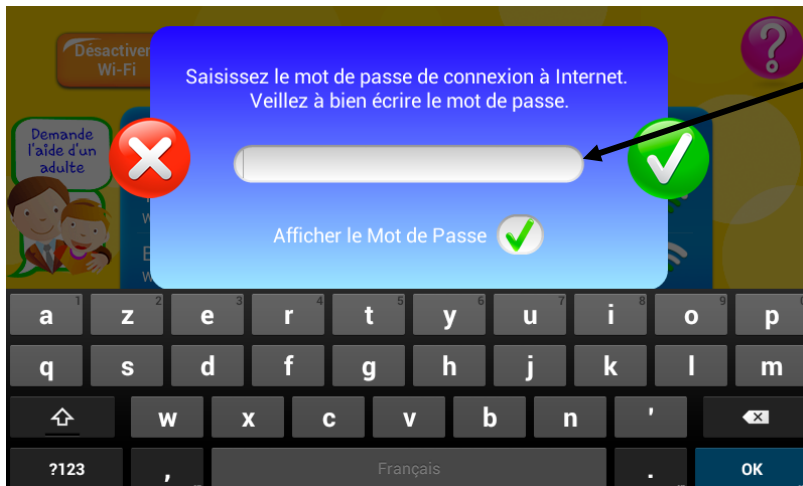 Désactiver
Wi-Fi
?
Saisissez le mot de passe de connexion à Internet.
Veillez à bien écrire le mot de passe.
Demande
l'aide d'un
adulte
Afficher le Mot de Passe
a 1 z 2 e 3 r 4 t 5 y 6 u 7 i 8 o 9 p
q s d f g h j k l m
w x c v b n '
?123 , Français . OK